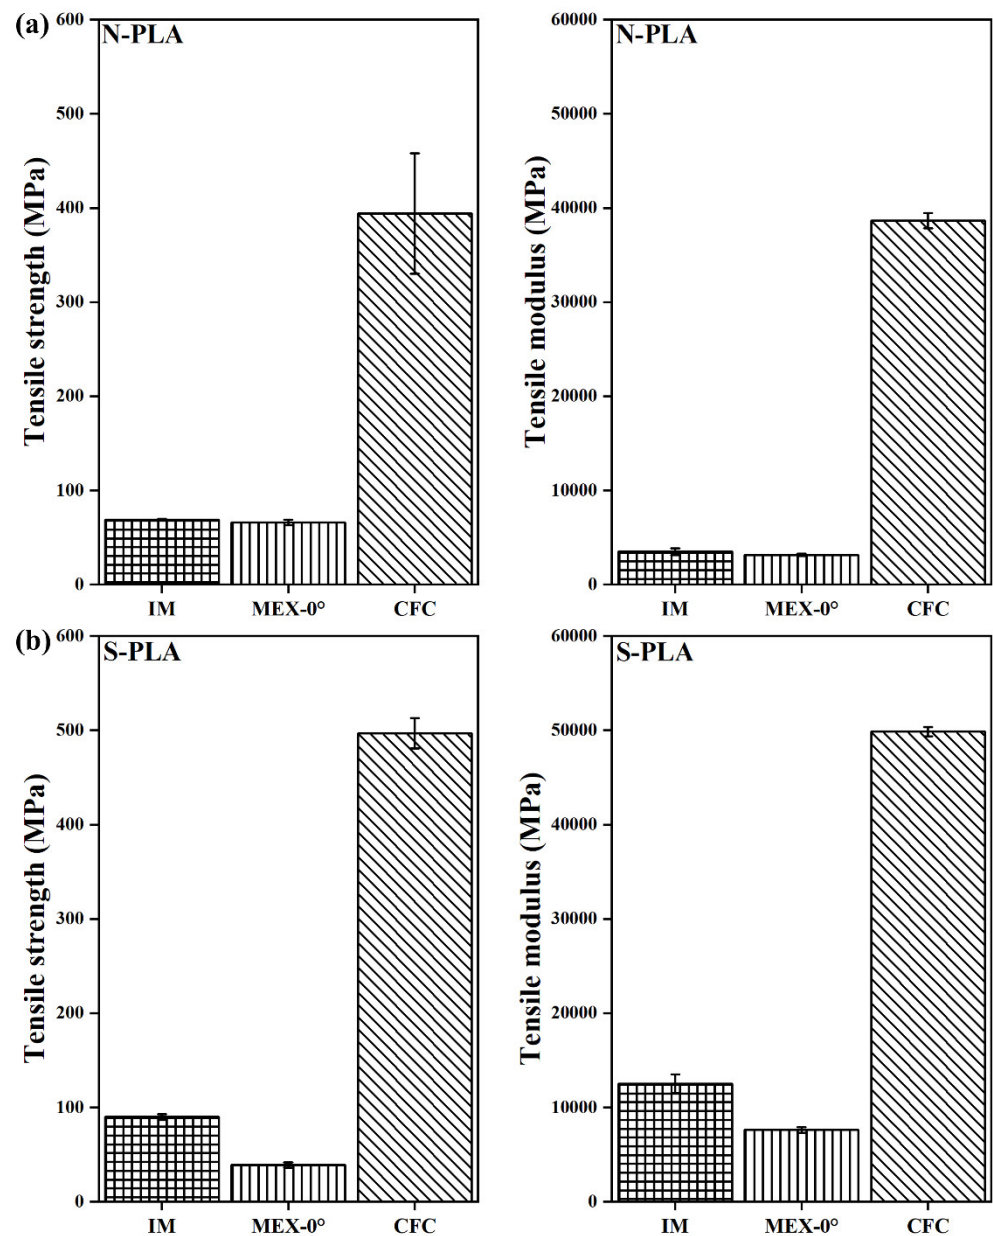 (a)
N-PLA
Tensile strength (MPa)
600
500
400
300
200
100
0
IM MEX-0° CFC
N-PLA
Tensile modulus (MPa)
60000
50000
40000
30000
20000
10000
0
IM MEX-0° CFC
(b)
S-PLA
Tensile strength (MPa)
600
500
400
300
200
100
0
IM MEX-0° CFC
S-PLA
Tensile modulus (MPa)
60000
50000
40000
30000
20000
10000
0
IM MEX-0° CFC